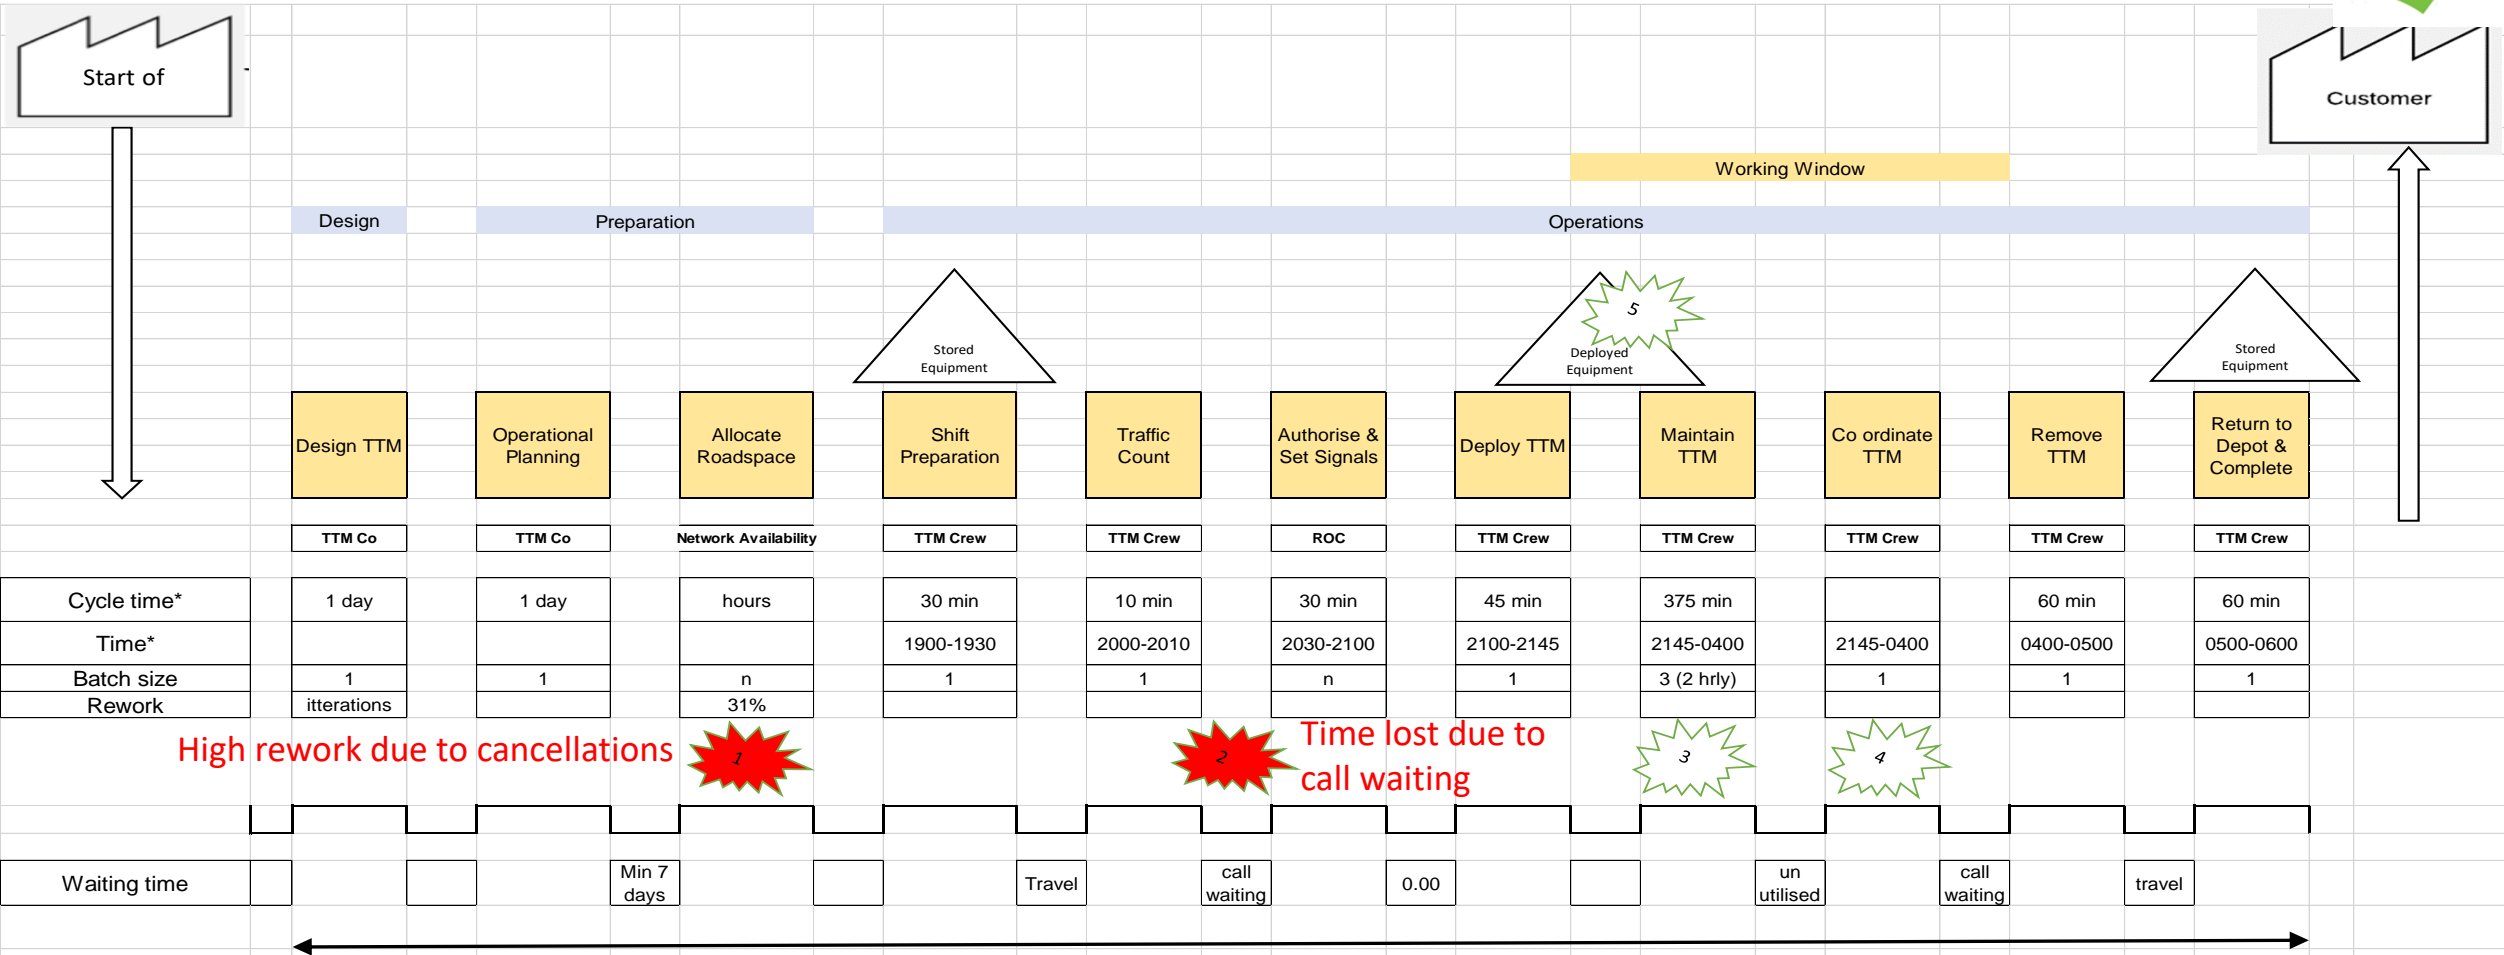 Start of
Customer
Working Window
Design
Preparation
Operations
5
Stored
Equipment
Deployed
Equipment
Stored
Equipment
Design TTM
Operational
Planning
Allocate
Roadspace
Shift
Preparation
Traffic
Count
Authorise &
Set Signals
Deploy TTM
Maintain
TTM
Co ordinate
TTM
Remove
TTM
Return to
Depot &
Complete
TTM Co
TTM Co
Network Availability
TTM Crew
TTM Crew
ROC
TTM Crew
TTM Crew
TTM Crew
TTM Crew
TTM Crew
Cycle time* 1 day 1 day hours 30 min 10 min 30 min 45 min 375 min 60 min 60 min
Time* 1900-1930 2000-2010 2030-2100 2100-2145 2145-0400 2145-0400 0400-0500 0500-0600
Batch size 1 1 n 1 1 n 1 3 (2 hrly) 1 1 1
Rework itterations 31%
High rework due to cancellations
1
2
Time lost due to
call waiting
3
4
Waiting time
Min 7
days
Travel
call
waiting
0.00
un
utilised
call
waiting
travel